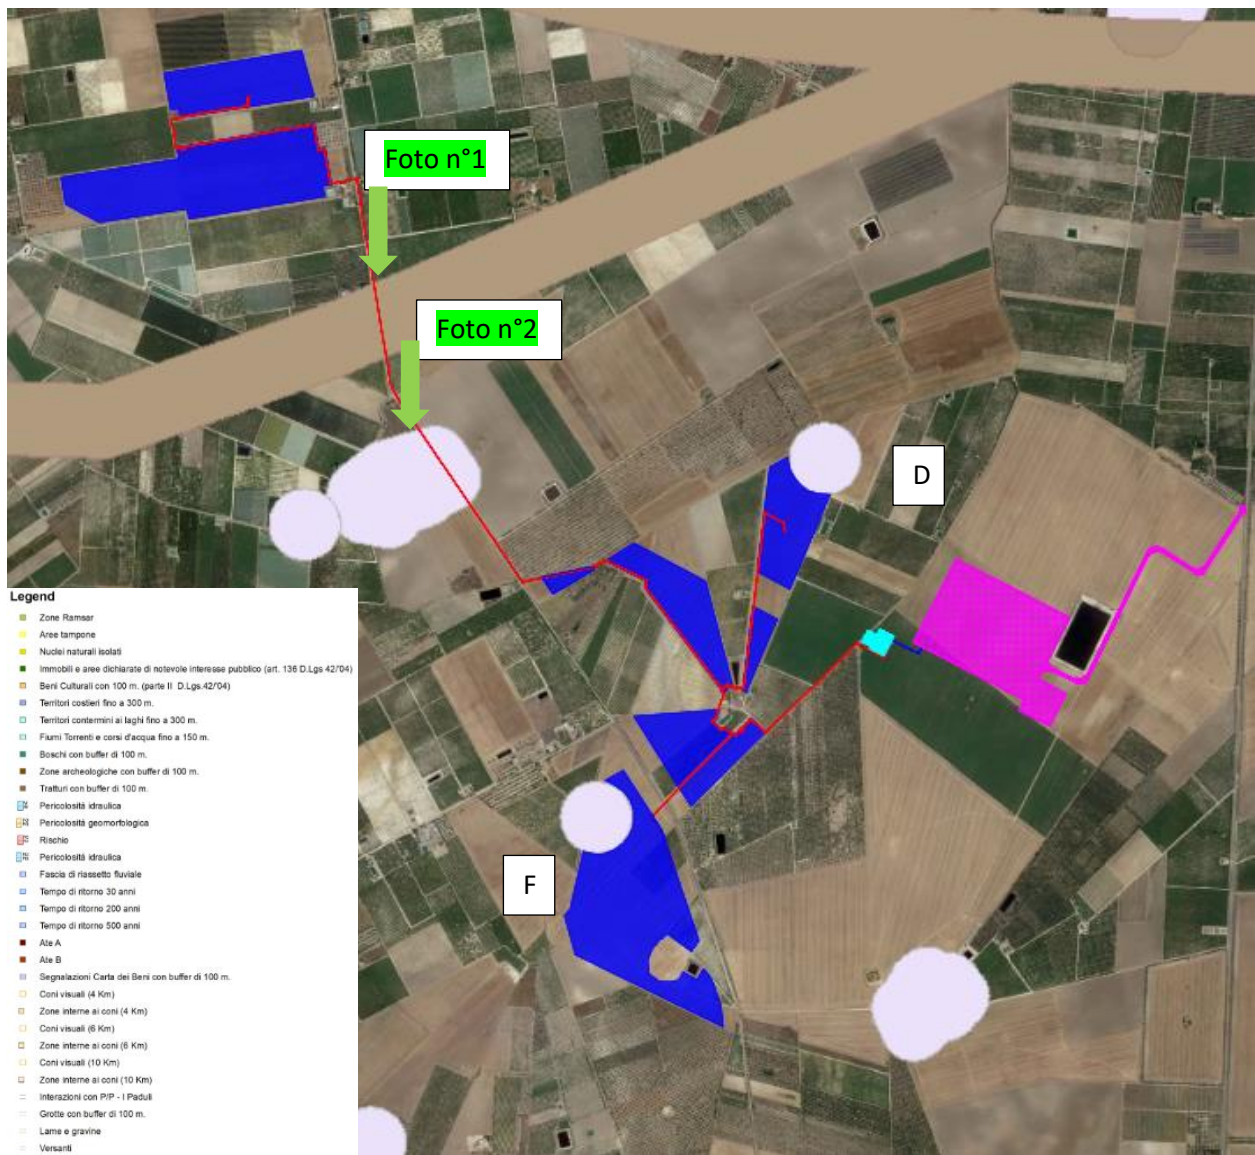 Foto n°1
Foto n°2
D
F
Legend
Zone Ramsar
Aree tampone
Nuclei naturali isolati
Immobili e aree dichiarate di notevole interesse pubblico (art. 136 D.Lgs 42/'04)
Beni Culturali con 100 m. (parte II D.Lgs.42/'04)
Territori costieri fino a 300 m.
Territori contermini ai laghi fino a 300 m.
Fiumi Torrenti e corsi d'acqua fino a 150 m.
Boschi con buffer di 100 m.
Zone archeologiche con buffer di 100 m.
Tratturi con buffer di 100 m.
Pericolosità idraulica
Pericolosità geomorfologica
Rischio
Pericolosità idraulica
Fascia di riassetto fluviale
Tempo di ritorno 30 anni
Tempo di ritorno 200 anni
Tempo di ritorno 500 anni
Ate A
Ate B
Segnalazioni Carta dei Beni con buffer di 100 m.
Coni visuali (4 Km)
Zone interne ai coni (4 Km)
Coni visuali (6 Km)
Zone interne ai coni (6 Km)
Coni visuali (10 Km)
Zone interne ai coni (10 Km)
Interazioni con P/P - I Paduli
Grotte con buffer di 100 m.
Lame e gravine
Versanti